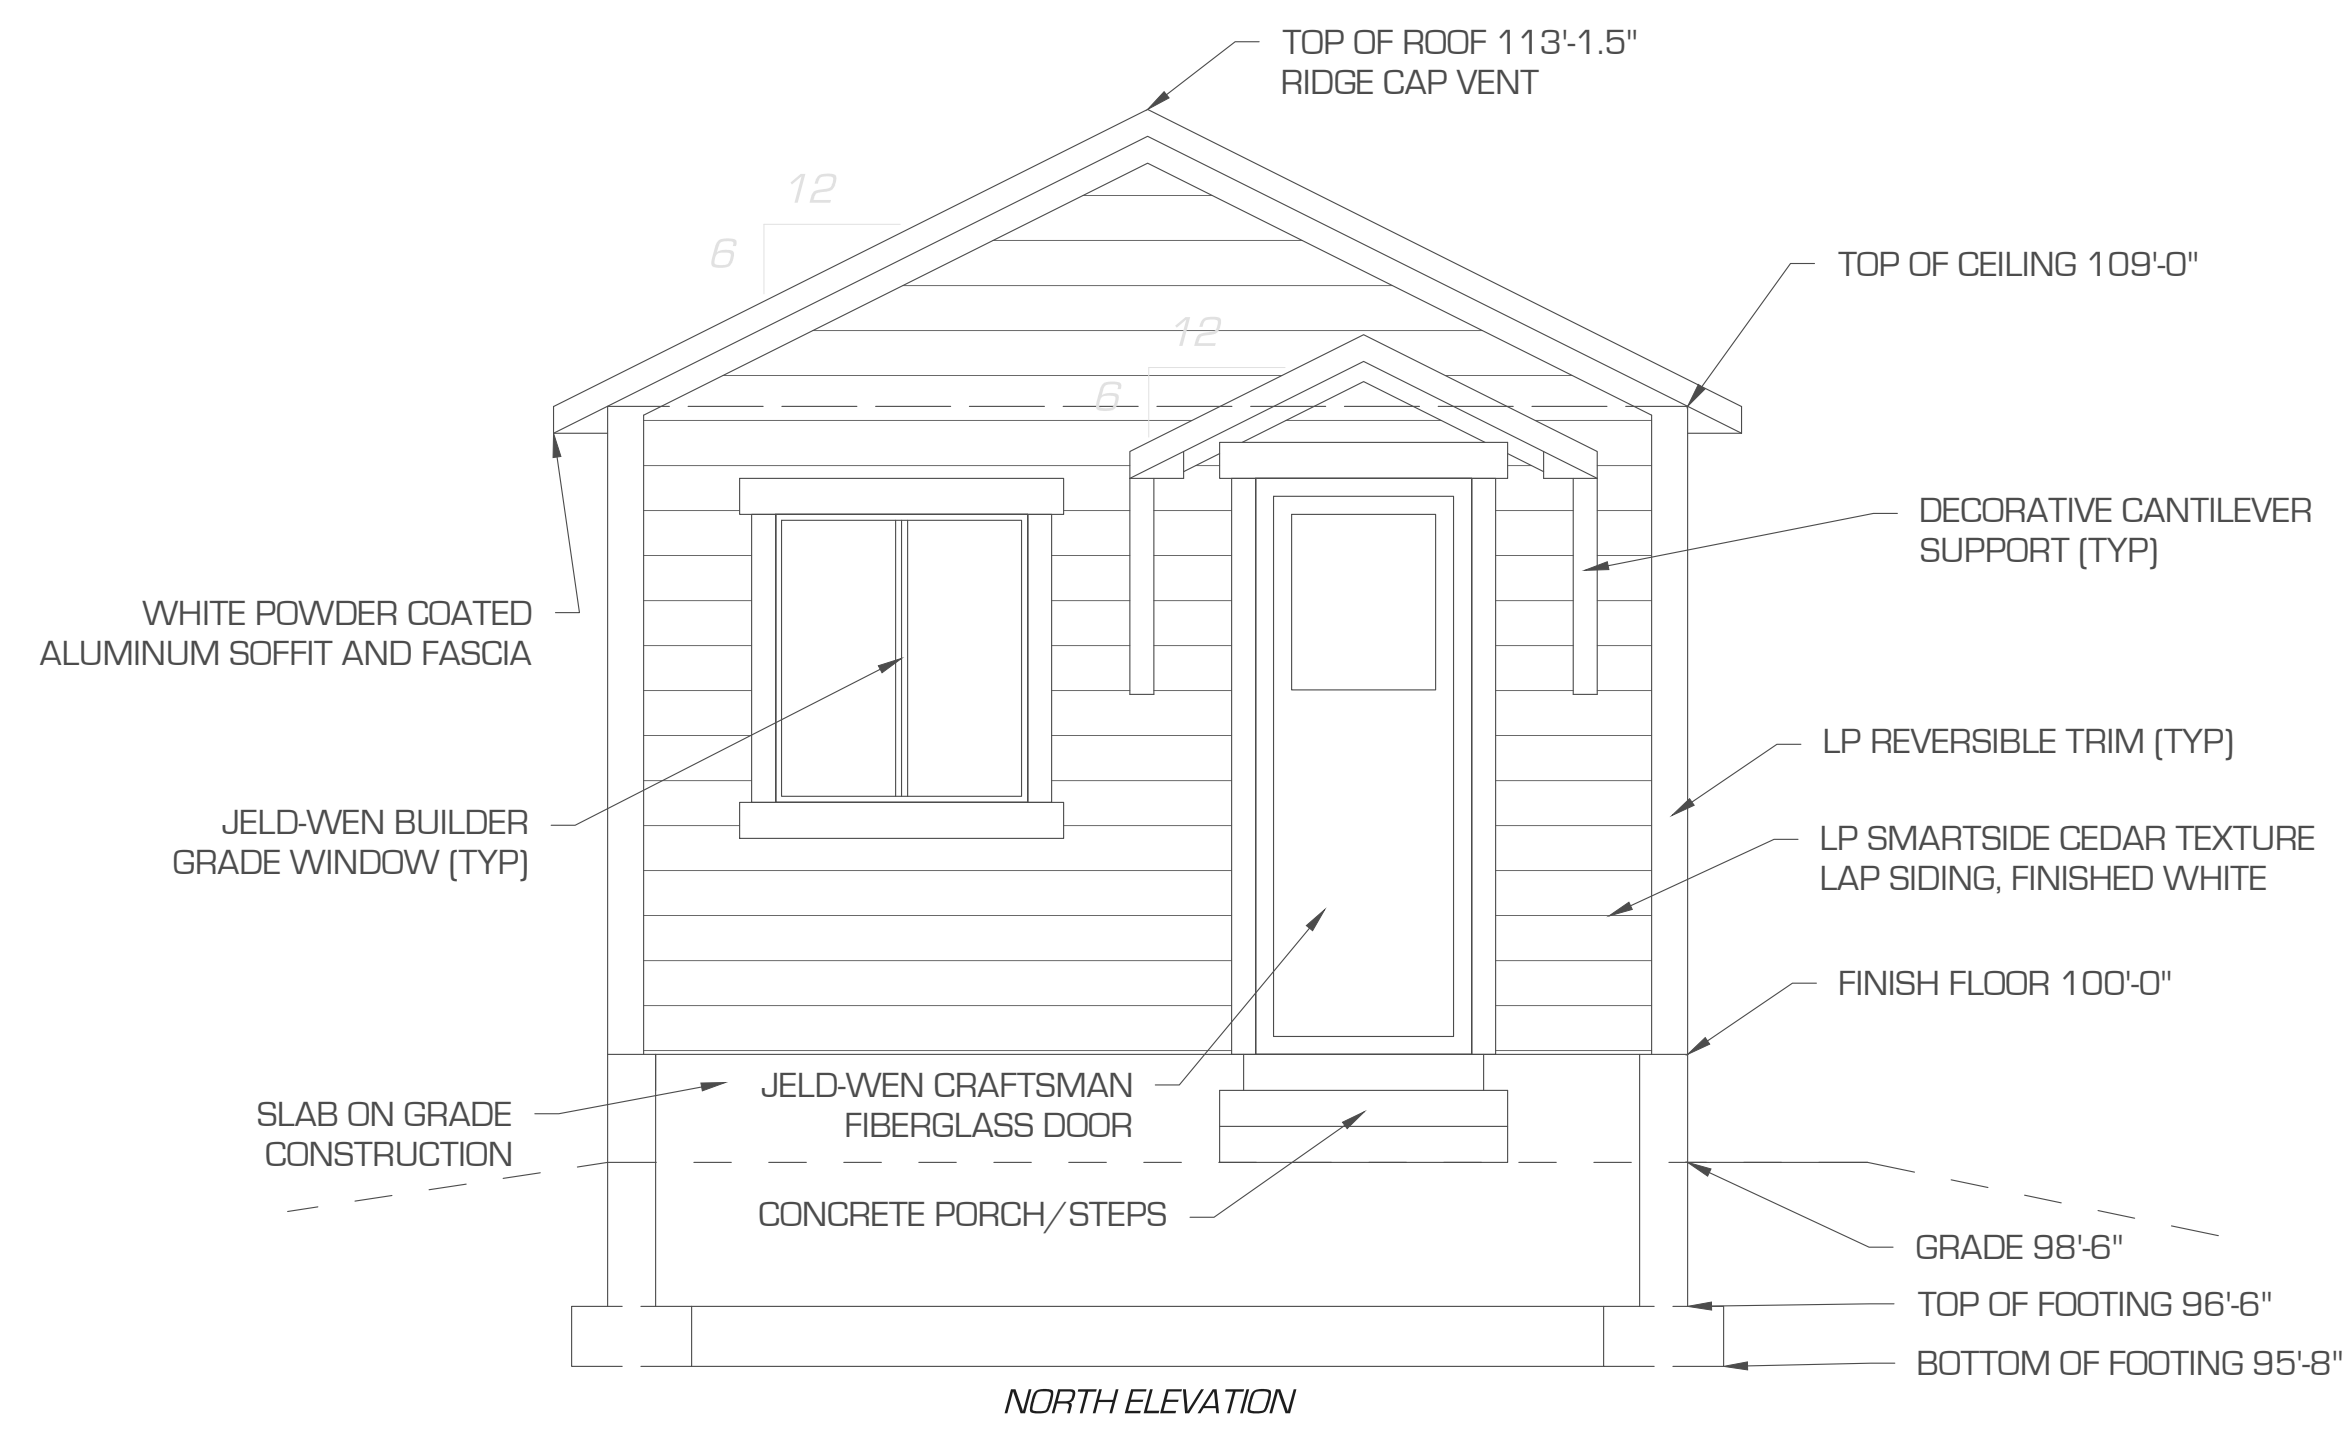 TOP OF ROOF 113'-1.5"
RIDGE CAP VENT
12
6
TOP OF CEILING 109'-0"
12
6
DECORATIVE CANTILEVER
SUPPORT (TYP)
WHITE POWDER COATED
ALUMINUM SOFFIT AND FASCIA
LP REVERSIBLE TRIM (TYP)
JELD-WEN BUILDER
GRADE WINDOW (TYP)
LP SMARTSIDE CEDAR TEXTURE
LAP SIDING, FINISHED WHITE
FINISH FLOOR 100'-0"
SLAB ON GRADE
CONSTRUCTION
JELD-WEN CRAFTSMAN
FIBERGLASS DOOR
CONCRETE PORCH/STEPS
GRADE 98'-6"
TOP OF FOOTING 96'-6"
BOTTOM OF FOOTING 95'-8"
NORTH ELEVATION